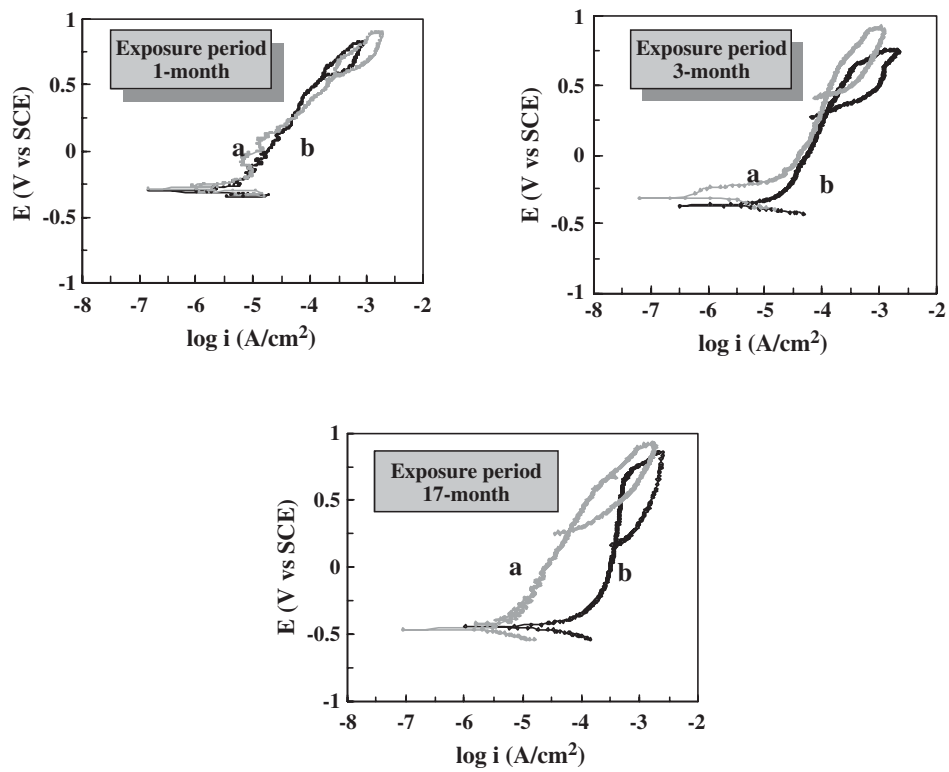 Exposure period
1-month
a
b
E (V vs SCE)
1
0.5
0
-0.5
-1
-8
-7
-6
-5
-4
-3
-2
log i (A/cm²)
Exposure period
3-month
a
b
E (V vs SCE)
1
0.5
0
-0.5
-1
-8
-7
-6
-5
-4
-3
-2
log i (A/cm²)
Exposure period
17-month
a
b
E (V vs SCE)
1
0.5
0
-0.5
-1
-8
-7
-6
-5
-4
-3
-2
-1
log i (A/cm²)